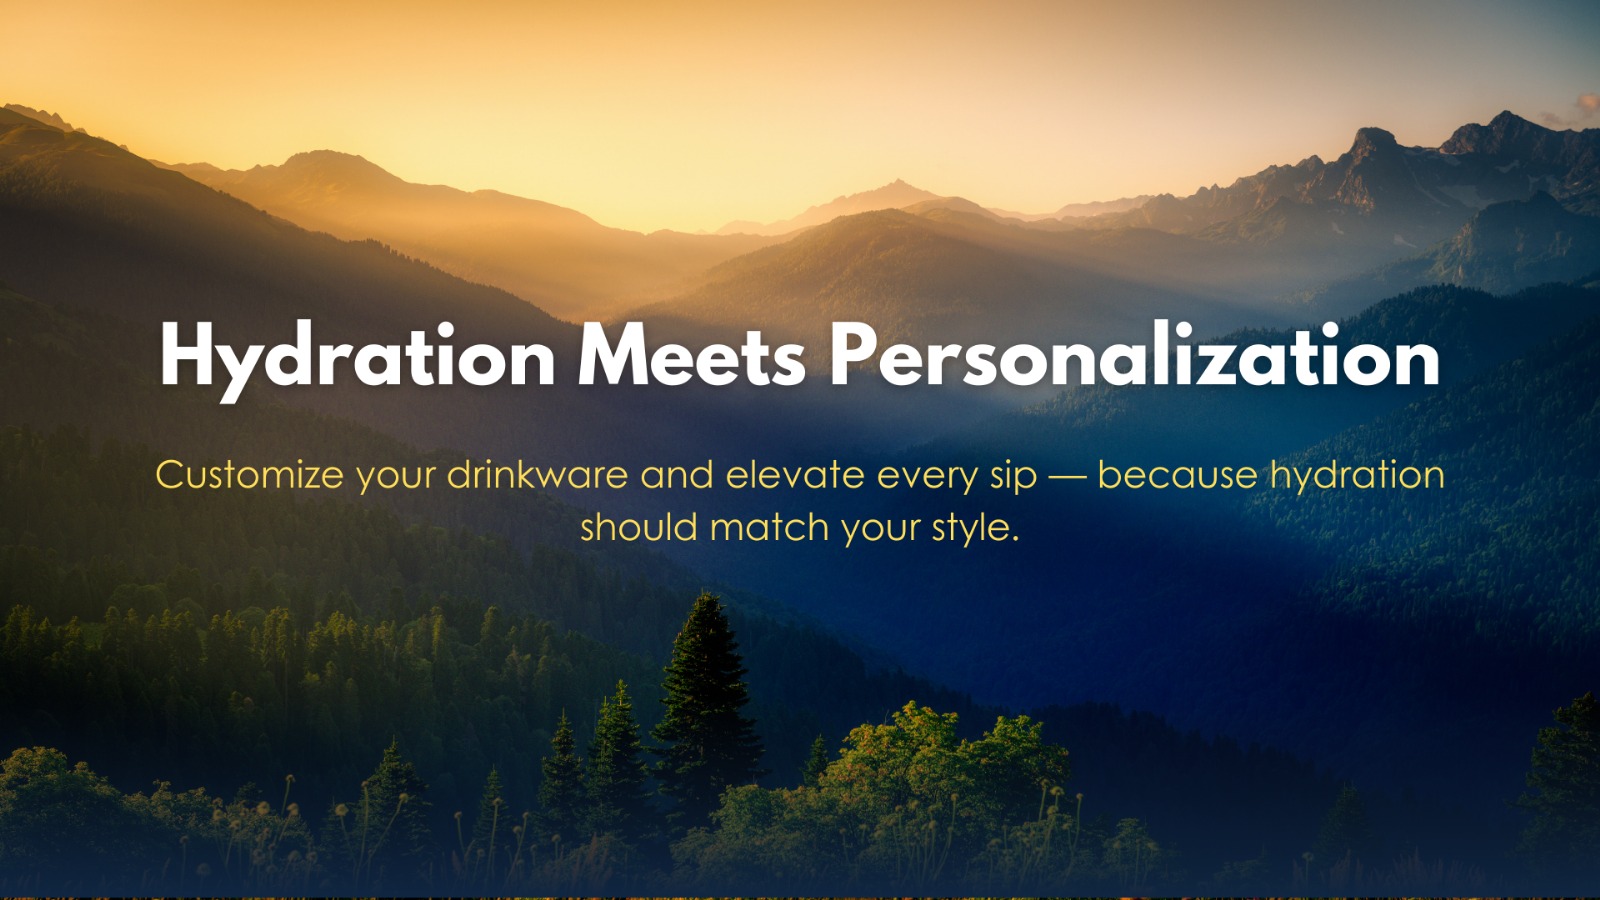 Hydration Meets Personalization
Customize your drinkware and elevate every sip — because hydration
should match your style.